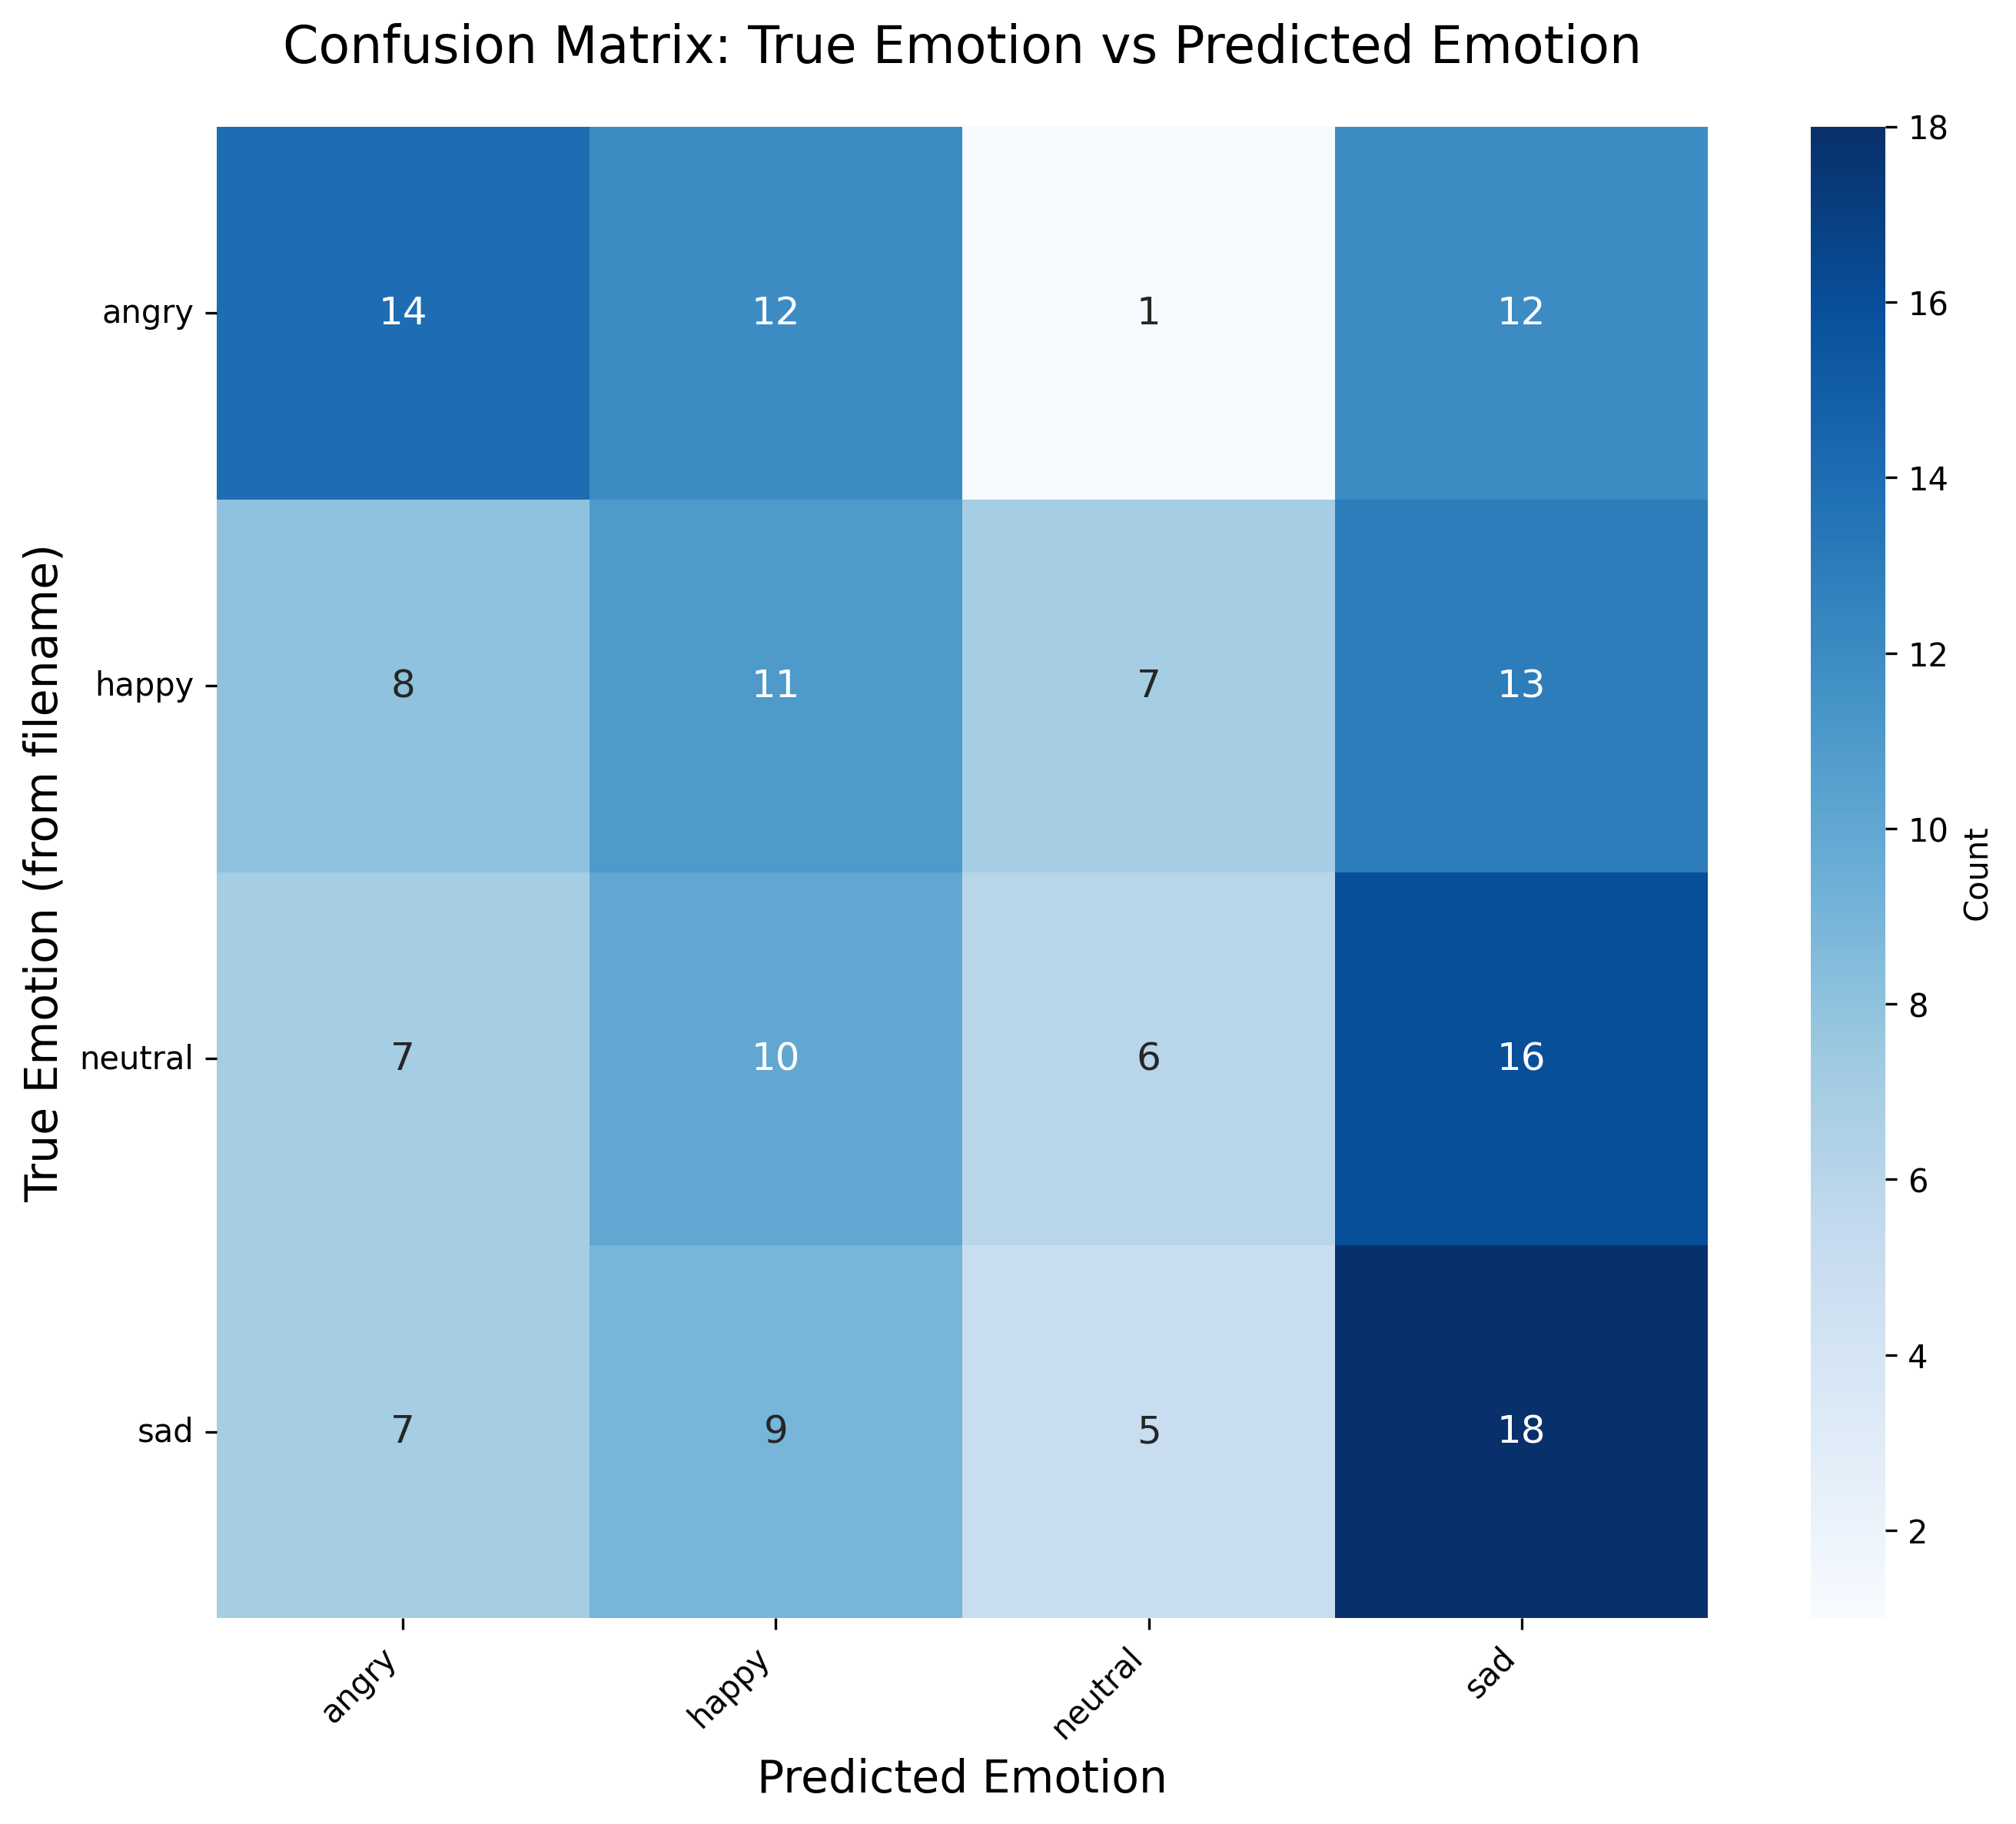 Confusion Matrix: True Emotion vs Predicted Emotion
True Emotion (from filename)
angry
14
12
1
12
happy
8
11
7
13
neutral
7
10
6
16
sad
7
9
5
18
angry
happy
neutral
sad
Predicted Emotion
18
16
14
12
10
8
6
4
2
Count